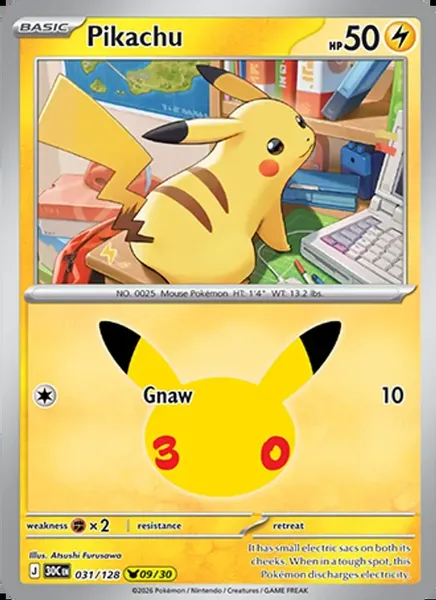 BASIC Pikachu HP 50
NO. 0025 Mouse Pokémon HT: 1'4" WT: 13.2 lbs.
Gnaw 10
3 0
weakness ×2 resistance retreat
Illus. Atsushi Furusawa
It has small electric sacs on both its
cheeks. When in a tough spot, this
Pokémon discharges electricity.
J 30C EN 031/128 09/30
©2026 Pokémon / Nintendo / Creatures / GAME FREAK